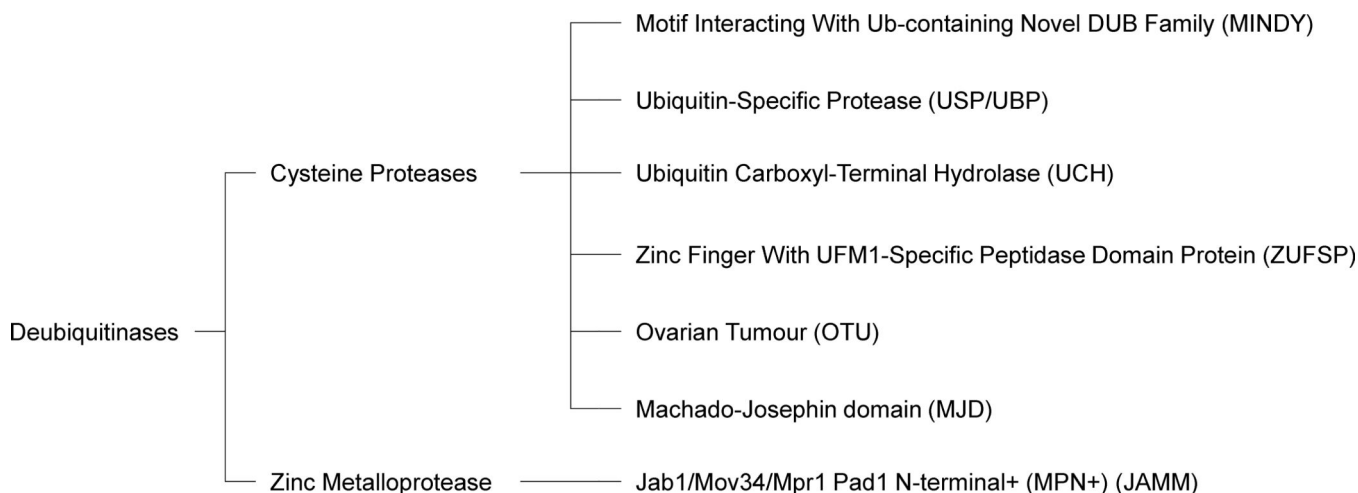 Motif Interacting With Ub-containing Novel DUB Family (MINDY)
Ubiquitin-Specific Protease (USP/UBP)
Cysteine Proteases
Ubiquitin Carboxyl-Terminal Hydrolase (UCH)
Zinc Finger With UFM1-Specific Peptidase Domain Protein (ZUFSP)
Deubiquitinases
Ovarian Tumour (OTU)
Machado-Josephin domain (MJD)
Zinc Metalloprotease
Jab1/Mov34/Mpr1 Pad1 N-terminal+ (MPN+) (JAMM)